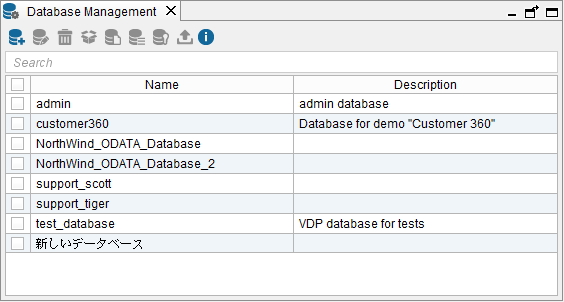 Database Management
Search
Name Description
admin admin database
customer360 Database for demo "Customer 360"
NorthWind_ODATA_Database
NorthWind_ODATA_Database_2
support_scott
support_tiger
test_database VDP database for tests
新しいデータベース